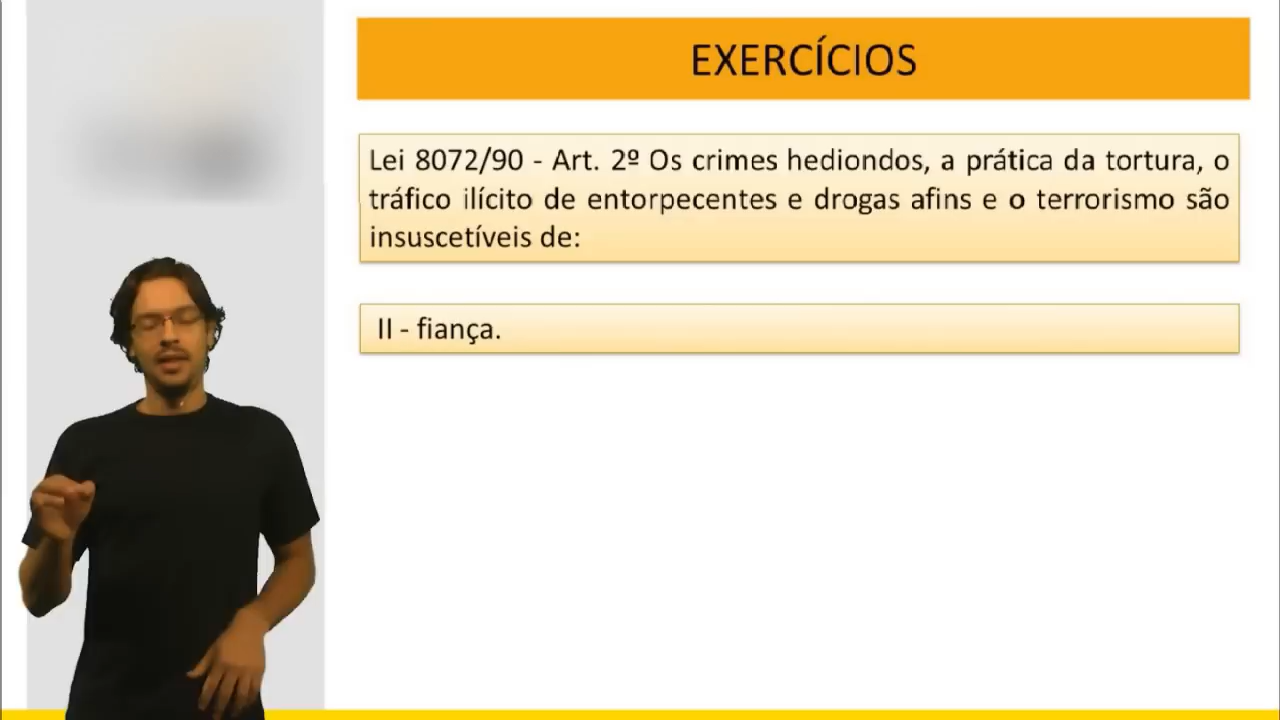 EXERCÍCIOS
Lei 8072/90 - Art. 2º Os crimes hediondos, a prática da tortura, o
tráfico ilícito de entorpecentes e drogas afins e o terrorismo são
insuscetíveis de:
II - fiança.